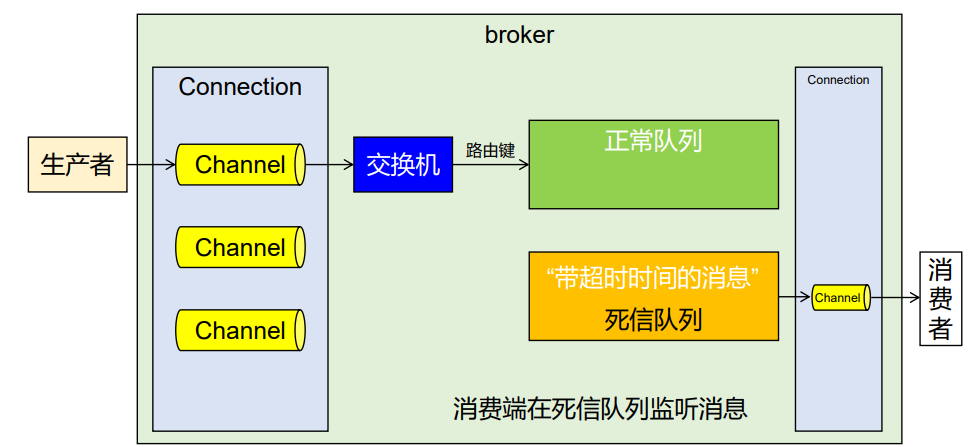 broker
Connection
Connection
生产者
Channel
交换机
路由键
正常队列
Channel
“带超时时间的消息”
死信队列
Channel
消费者
Channel
消费端在死信队列监听消息